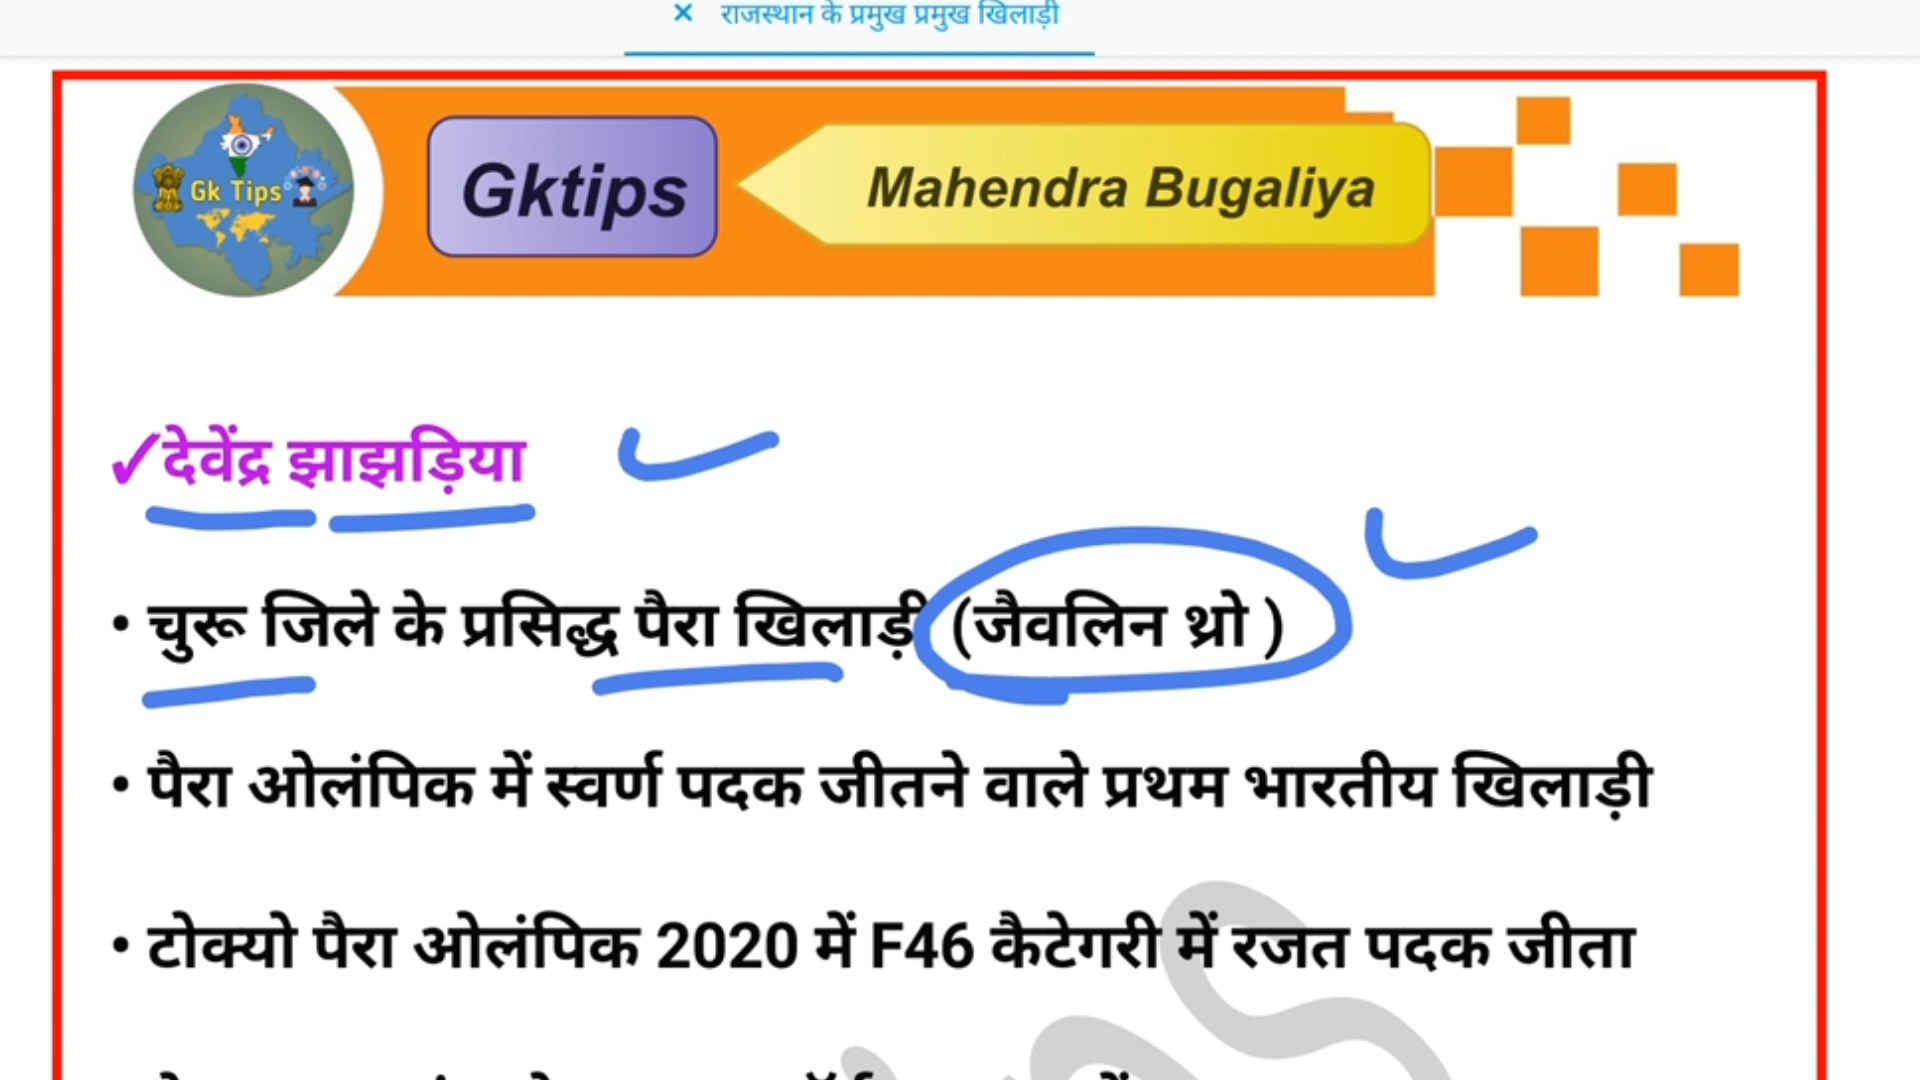 × राजस्थान के प्रमुख प्रमुख खिलाड़ी
Gk Tips
Gktips
Mahendra Bugaliya
✓देवेंद्र झाझड़िया
• चुरू जिले के प्रसिद्ध पैरा खिलाड़ी (जैवलिन थ्रो )
• पैरा ओलंपिक में स्वर्ण पदक जीतने वाले प्रथम भारतीय खिलाड़ी
• टोक्यो पैरा ओलंपिक 2020 में F46 कैटेगरी में रजत पदक जीता